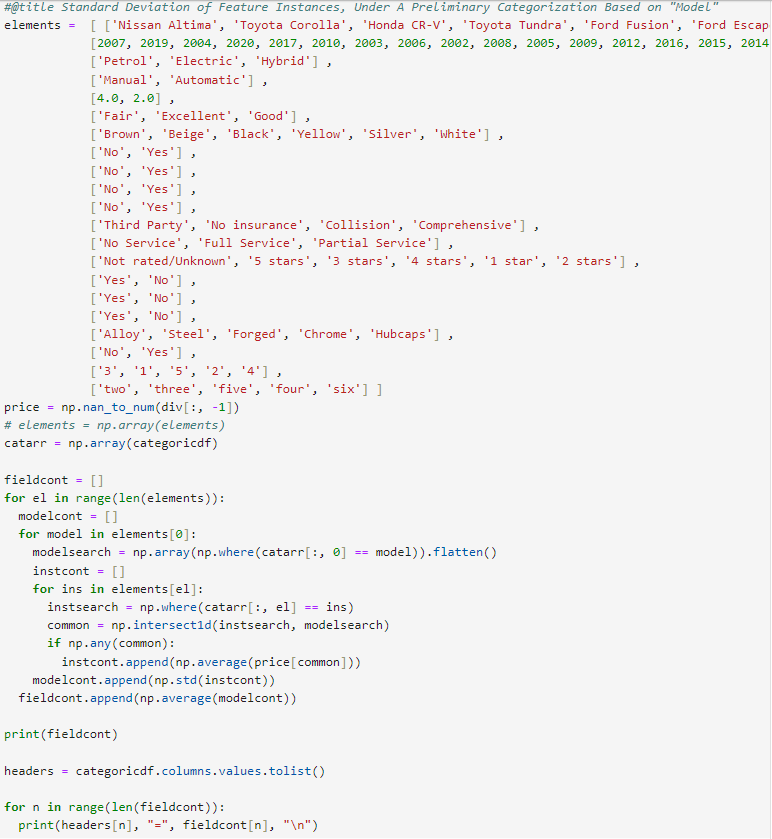 #@title Standard Deviation of Feature Instances, Under A Preliminary Categorization Based on "Model"
elements =  [ ['Nissan Altima', 'Toyota Corolla', 'Honda CR-V', 'Toyota Tundra', 'Ford Fusion', 'Ford Escap
            [2007, 2019, 2004, 2020, 2017, 2010, 2003, 2006, 2002, 2008, 2005, 2009, 2012, 2016, 2015, 2014
            ['Petrol', 'Electric', 'Hybrid'] ,
            ['Manual', 'Automatic'] ,
            [4.0, 2.0] ,
            ['Fair', 'Excellent', 'Good'] ,
            ['Brown', 'Beige', 'Black', 'Yellow', 'Silver', 'White'] ,
            ['No', 'Yes'] ,
            ['No', 'Yes'] ,
            ['No', 'Yes'] ,
            ['No', 'Yes'] ,
            ['Third Party', 'No insurance', 'Collision', 'Comprehensive'] ,
            ['No Service', 'Full Service', 'Partial Service'] ,
            ['Not rated/Unknown', '5 stars', '3 stars', '4 stars', '1 star', '2 stars'] ,
            ['Yes', 'No'] ,
            ['Yes', 'No'] ,
            ['Yes', 'No'] ,
            ['Alloy', 'Steel', 'Forged', 'Chrome', 'Hubcaps'] ,
            ['No', 'Yes'] ,
            ['3', '1', '5', '2', '4'] ,
            ['two', 'three', 'five', 'four', 'six'] ]
price = np.nan_to_num(div[:, -1])
# elements = np.array(elements)
catarr = np.array(categoricdf)

fieldcont = []
for el in range(len(elements)):
  modelcont = []
  for model in elements[0]:
    modelsearch = np.array(np.where(catarr[:, 0] == model)).flatten()
    instcont = []
    for ins in elements[el]:
      instsearch = np.where(catarr[:, el] == ins)
      common = np.intersect1d(instsearch, modelsearch)
      if np.any(common):
        instcont.append(np.average(price[common]))
    modelcont.append(np.std(instcont))
  fieldcont.append(np.average(modelcont))

print(fieldcont)

headers = categoricdf.columns.values.tolist()

for n in range(len(fieldcont)):
  print(headers[n], "=", fieldcont[n], "\n")